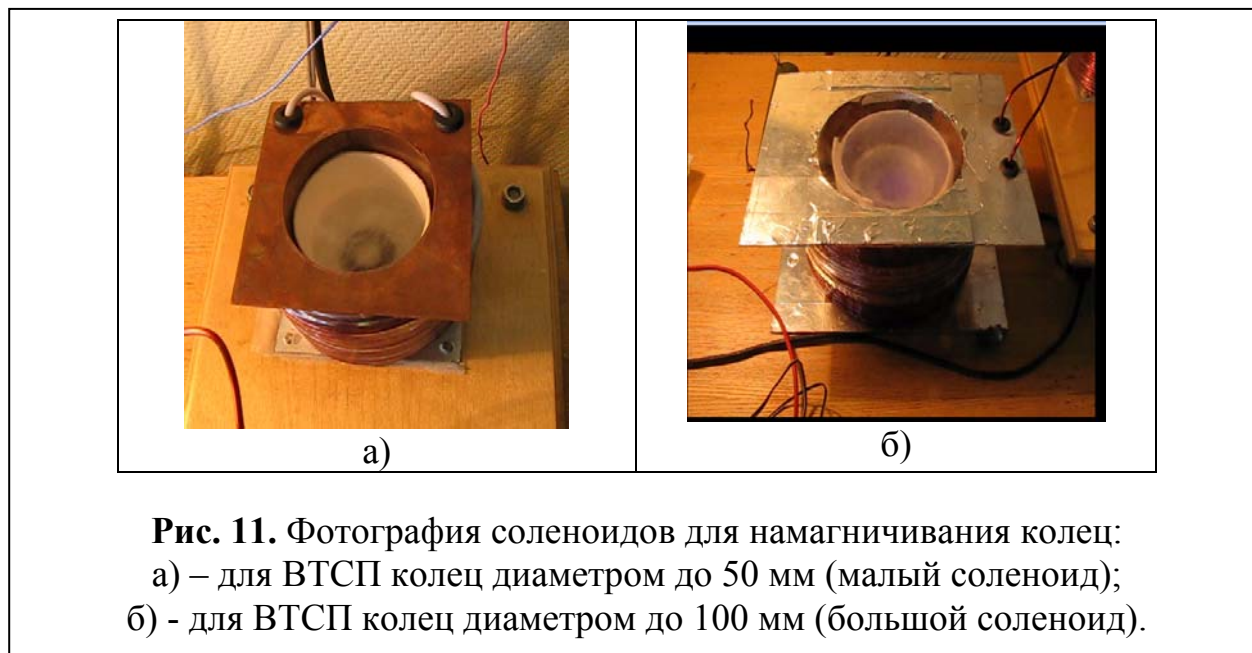 а)
б)
Рис. 11. Фотография соленоидов для намагничивания колец:
а) – для ВТСП колец диаметром до 50 мм (малый соленоид);
б) - для ВТСП колец диаметром до 100 мм (большой соленоид).